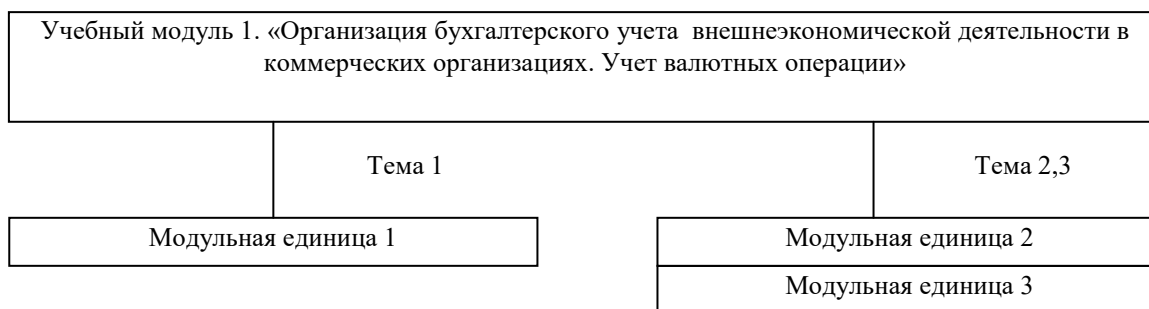 Учебный модуль 1. «Организация бухгалтерского учета внешнеэкономической деятельности в
коммерческих организациях. Учет валютных операции»
Тема 1
Тема 2,3
Модульная единица 1
Модульная единица 2
Модульная единица 3